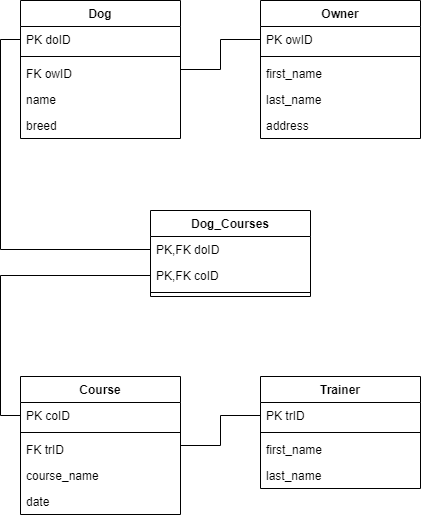 Dog
PK doID
FK owID
name
breed
Owner
PK owID
first_name
last_name
address
Dog_Courses
PK,FK doID
PK,FK coID
Course
PK coID
FK trID
course_name
date
Trainer
PK trID
first_name
last_name